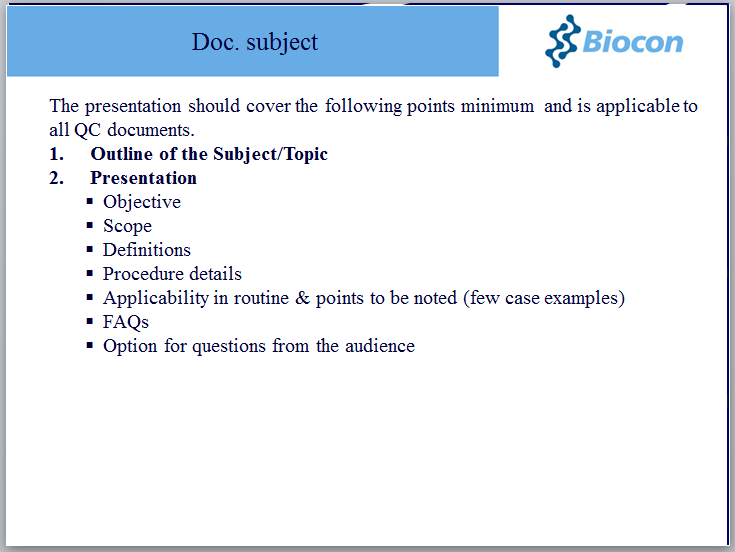 Doc. subject
Biocon
The presentation should cover the following points minimum and is applicable to
all QC documents.
1. Outline of the Subject/Topic
2. Presentation
▪ Objective
▪ Scope
▪ Definitions
▪ Procedure details
▪ Applicability in routine & points to be noted (few case examples)
▪ FAQs
▪ Option for questions from the audience